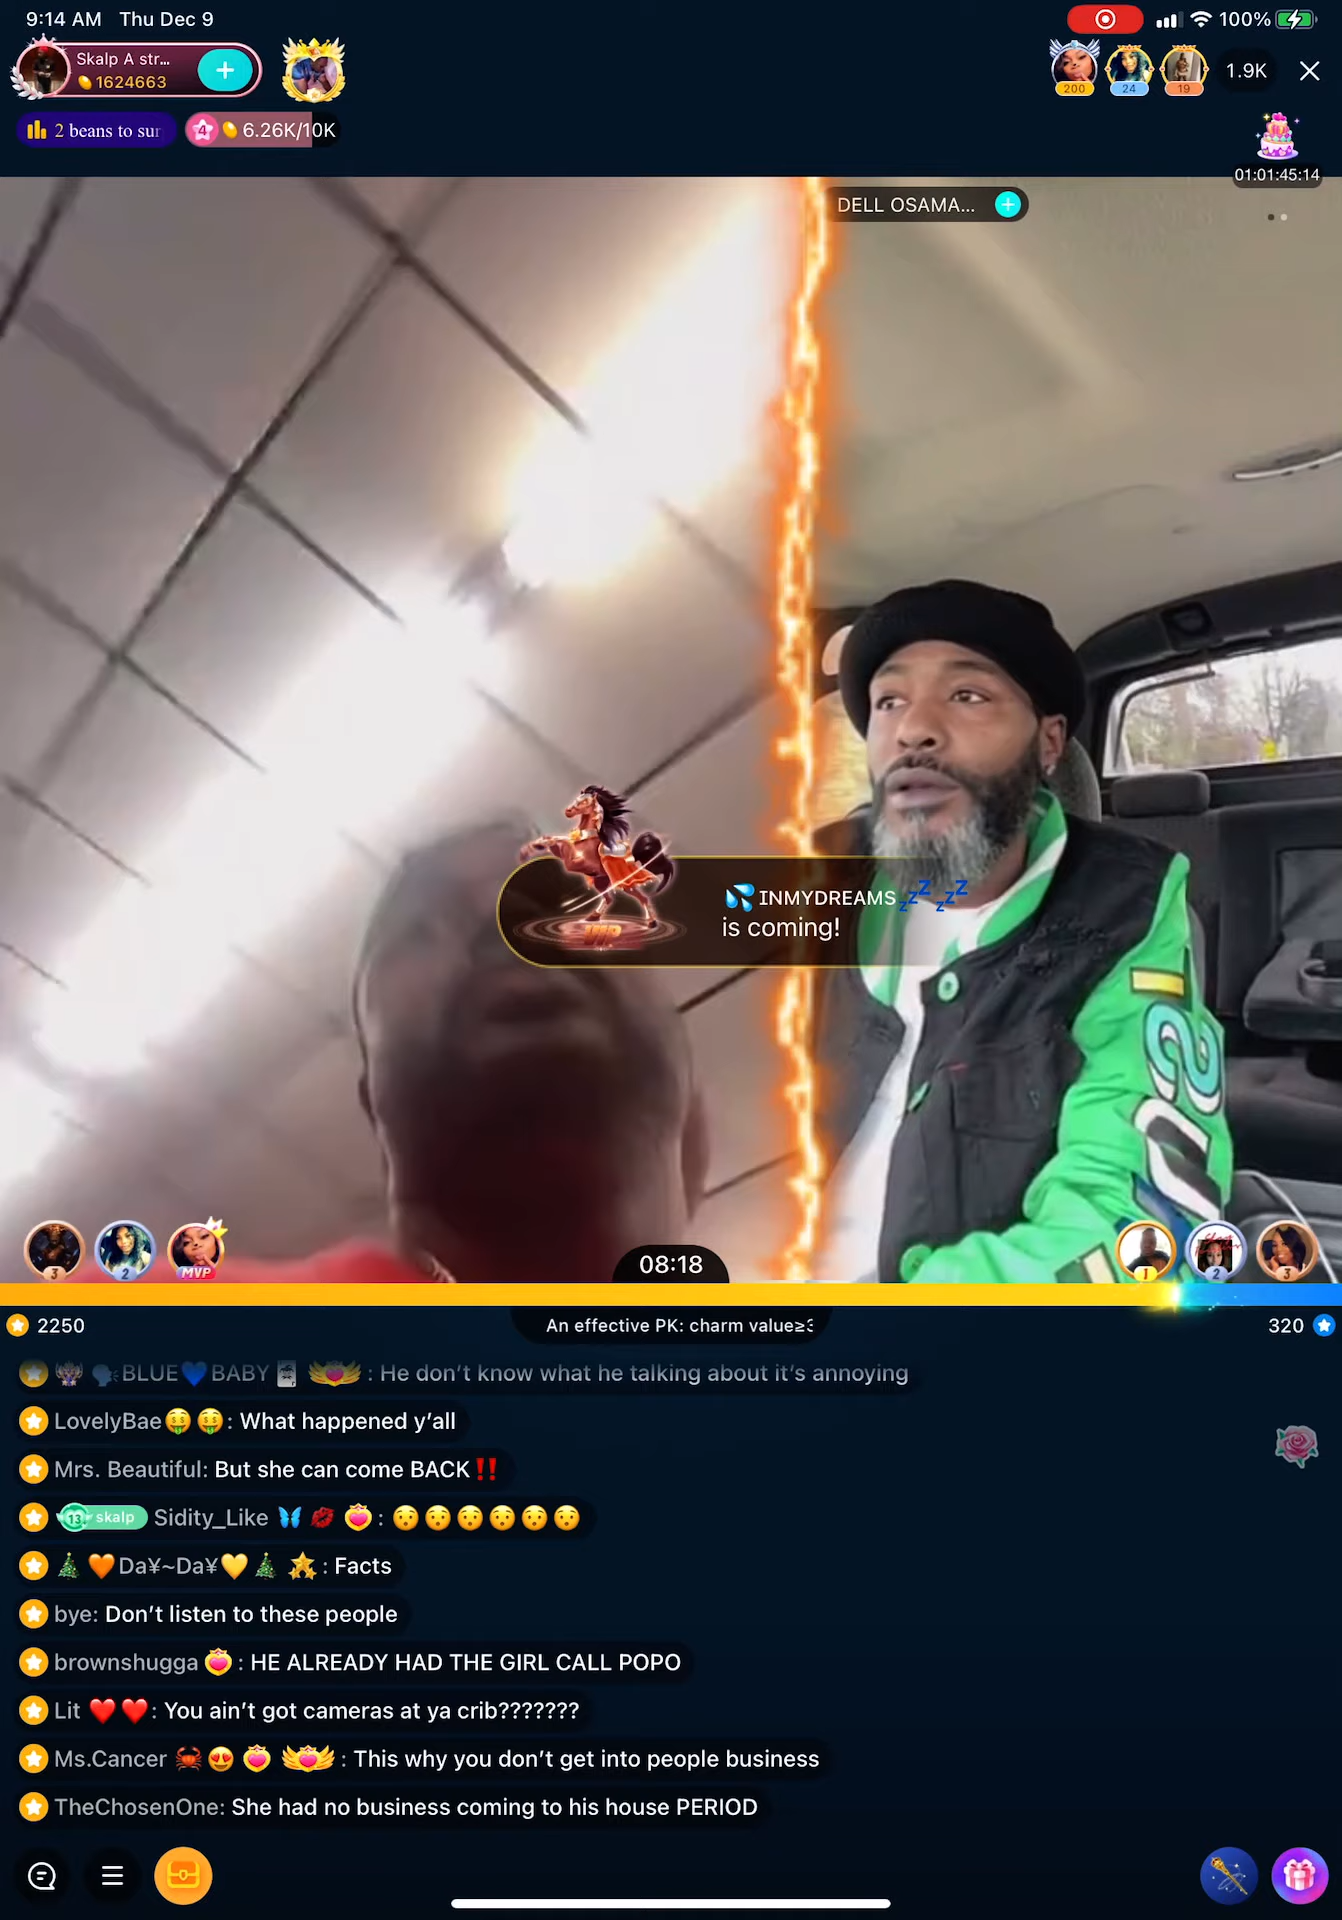 9:14 AM Thu Dec 9
100%
Skalp A str...
1624663
200
24
19
1.9K
2 beans to sur
4 6.26K/10K
01:01:45:14
DELL OSAMA...
💦INMYDREAMS💤💤
is coming!
VIP
3
2
MVP
08:18
1
2
3
2250
An effective PK: charm value≥3
320
BLUE💙BABY : He don't know what he talking about it's annoying
LovelyBae🤑🤑: What happened y'all
Mrs. Beautiful: But she can come BACK‼️
13 skalp Sidity_Like 🦋💋 : 😯😯😯😯😯😯
🎄🧡Da¥~Da¥💛🎄 : Facts
bye: Don't listen to these people
brownshugga : HE ALREADY HAD THE GIRL CALL POPO
Lit ❤️❤️: You ain't got cameras at ya crib???????
Ms.Cancer 🦀😍 : This why you don't get into people business
TheChosenOne: She had no business coming to his house PERIOD